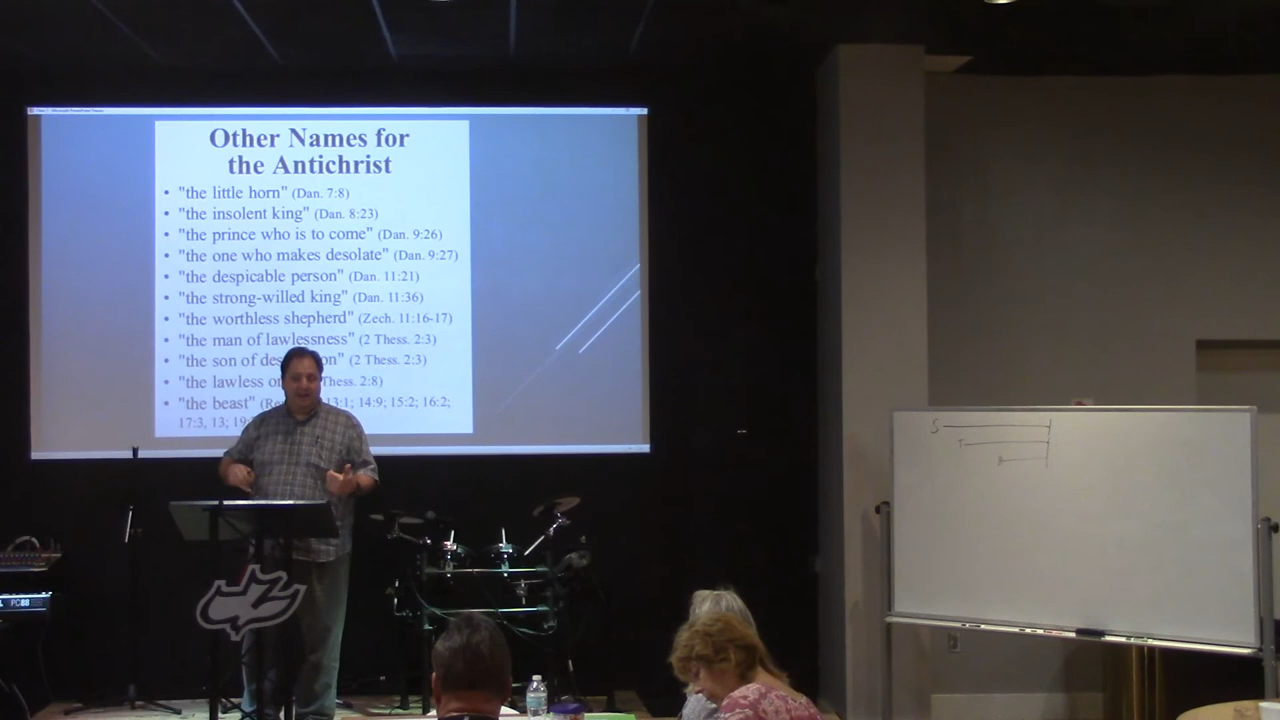 Other Names for
the Antichrist
• "the little horn" (Dan. 7:8)
• "the insolent king" (Dan. 8:23)
• "the prince who is to come" (Dan. 9:26)
• "the one who makes desolate" (Dan. 9:27)
• "the despicable person" (Dan. 11:21)
• "the strong-willed king" (Dan. 11:36)
• "the worthless shepherd" (Zech. 11:16-17)
• "the man of lawlessness" (2 Thess. 2:3)
• "the son of des on" (2 Thess. 2:3)
• "the lawless Thess. 2:8)
• "the beast" 13:1; 14:9; 15:2; 16:2;
17:3, 13;
S
T
Z
PC88